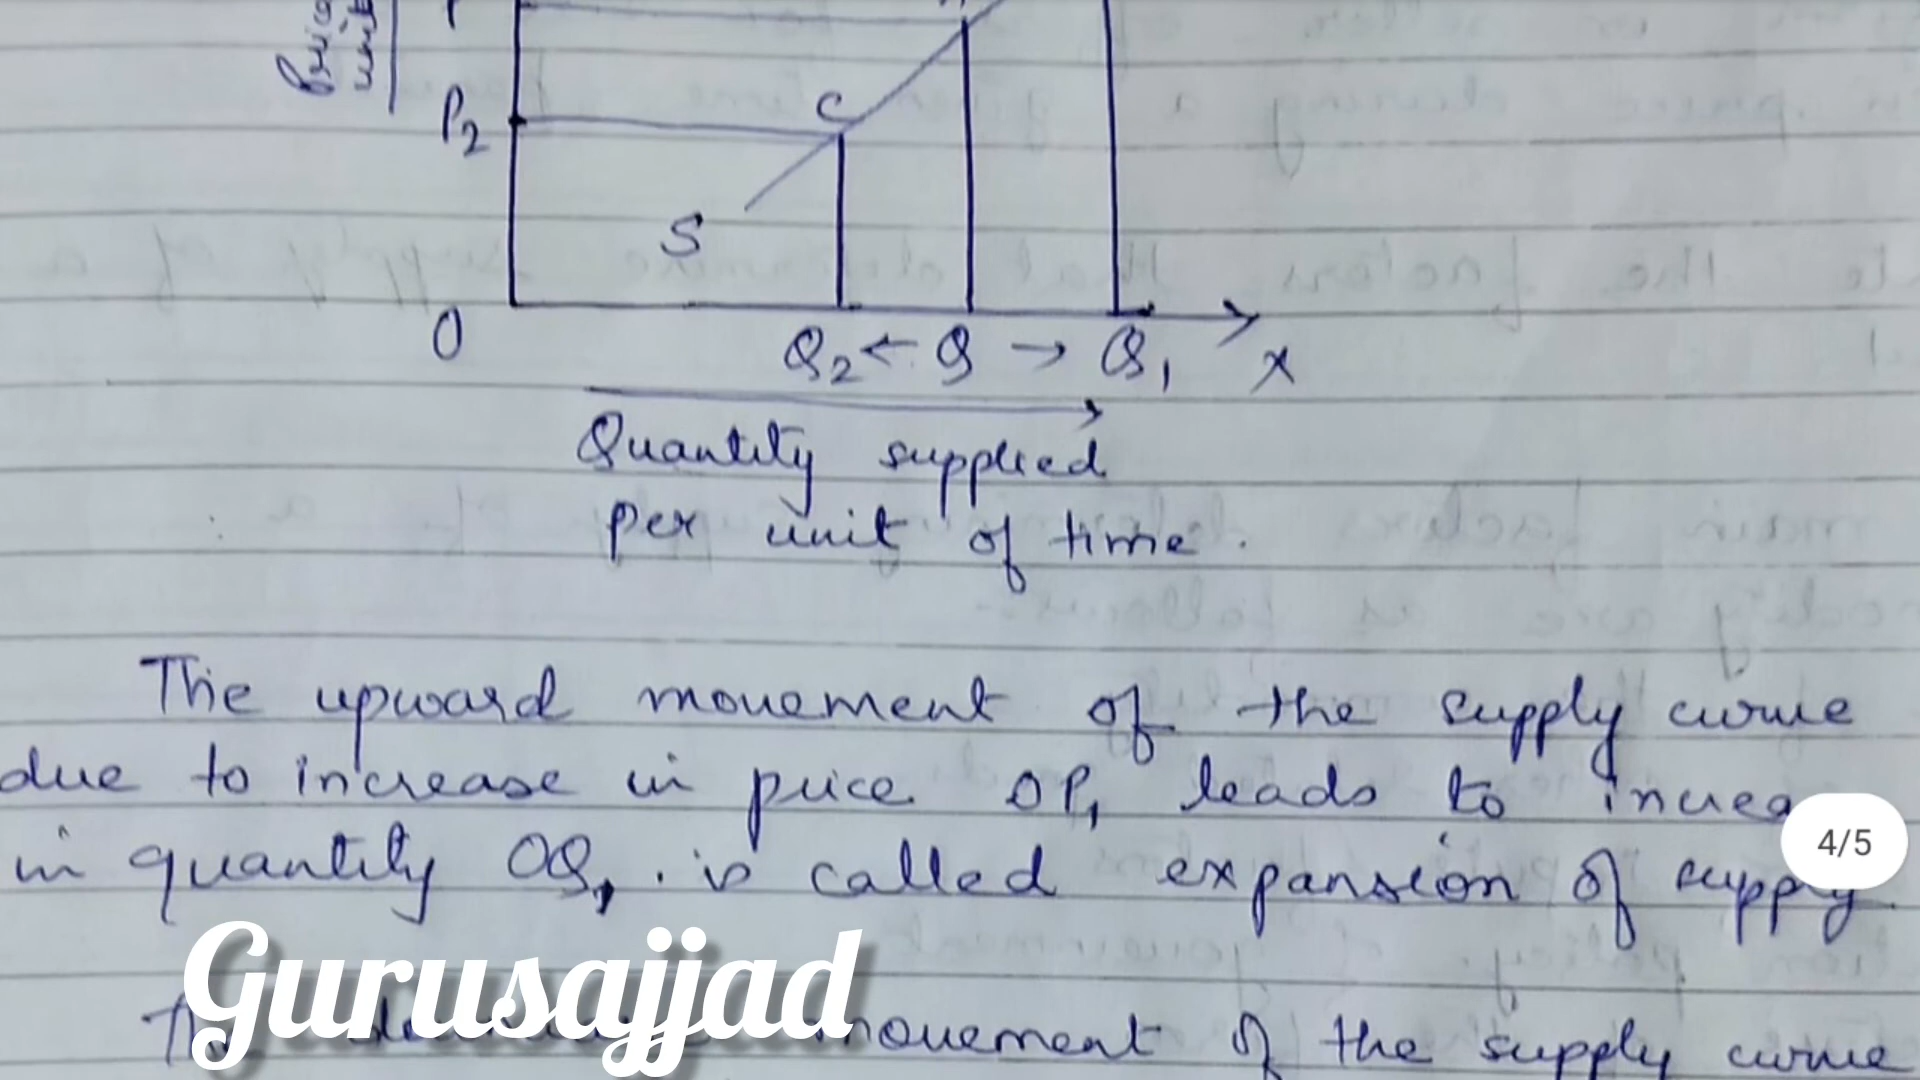 Price
unit
P2
C
S
O
Q2 ← Q → Q1 X
Quantity supplied
per unit of time.
The upward movement of the supply curve
due to increase in price OP1 leads to increa
in quantity OQ1. is called expansion of supply
4/5
Gurusajjad
movement of the supply curve